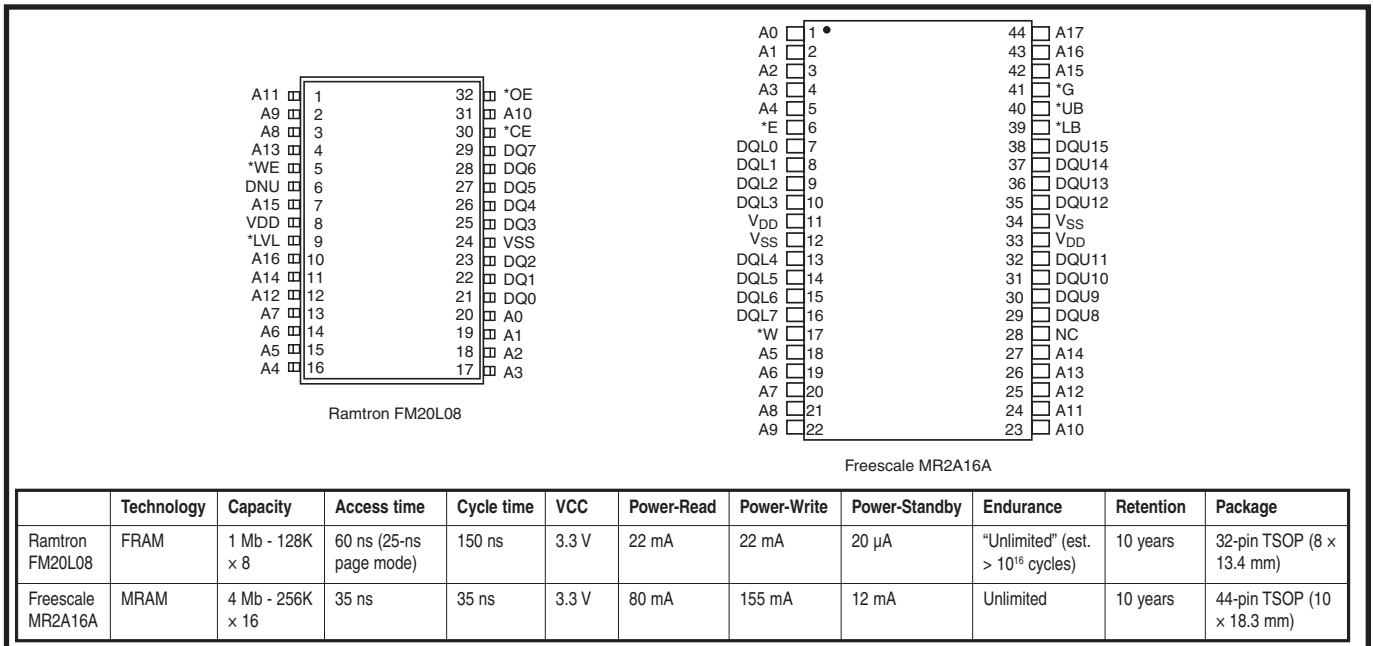 A11 1 32 *OE
A9 2 31 A10
A8 3 30 *CE
A13 4 29 DQ7
*WE 5 28 DQ6
DNU 6 27 DQ5
A15 7 26 DQ4
VDD 8 25 DQ3
*LVL 9 24 VSS
A16 10 23 DQ2
A14 11 22 DQ1
A12 12 21 DQ0
A7 13 20 A0
A6 14 19 A1
A5 15 18 A2
A4 16 17 A3
Ramtron FM20L08
A0 1 44 A17
A1 2 43 A16
A2 3 42 A15
A3 4 41 *G
A4 5 40 *UB
*E 6 39 *LB
DQL0 7 38 DQU15
DQL1 8 37 DQU14
DQL2 9 36 DQU13
DQL3 10 35 DQU12
VDD 11 34 VSS
VSS 12 33 VDD
DQL4 13 32 DQU11
DQL5 14 31 DQU10
DQL6 15 30 DQU9
DQL7 16 29 DQU8
*W 17 28 NC
A5 18 27 A14
A6 19 26 A13
A7 20 25 A12
A8 21 24 A11
A9 22 23 A10
Freescale MR2A16A
Technology Capacity Access time Cycle time VCC Power-Read Power-Write Power-Standby Endurance Retention Package
Ramtron FM20L08 FRAM 1 Mb - 128K × 8 60 ns (25-ns page mode) 150 ns 3.3 V 22 mA 22 mA 20 µA “Unlimited” (est. > 10¹⁶ cycles) 10 years 32-pin TSOP (8 × 13.4 mm)
Freescale MR2A16A MRAM 4 Mb - 256K × 16 35 ns 35 ns 3.3 V 80 mA 155 mA 12 mA Unlimited 10 years 44-pin TSOP (10 × 18.3 mm)